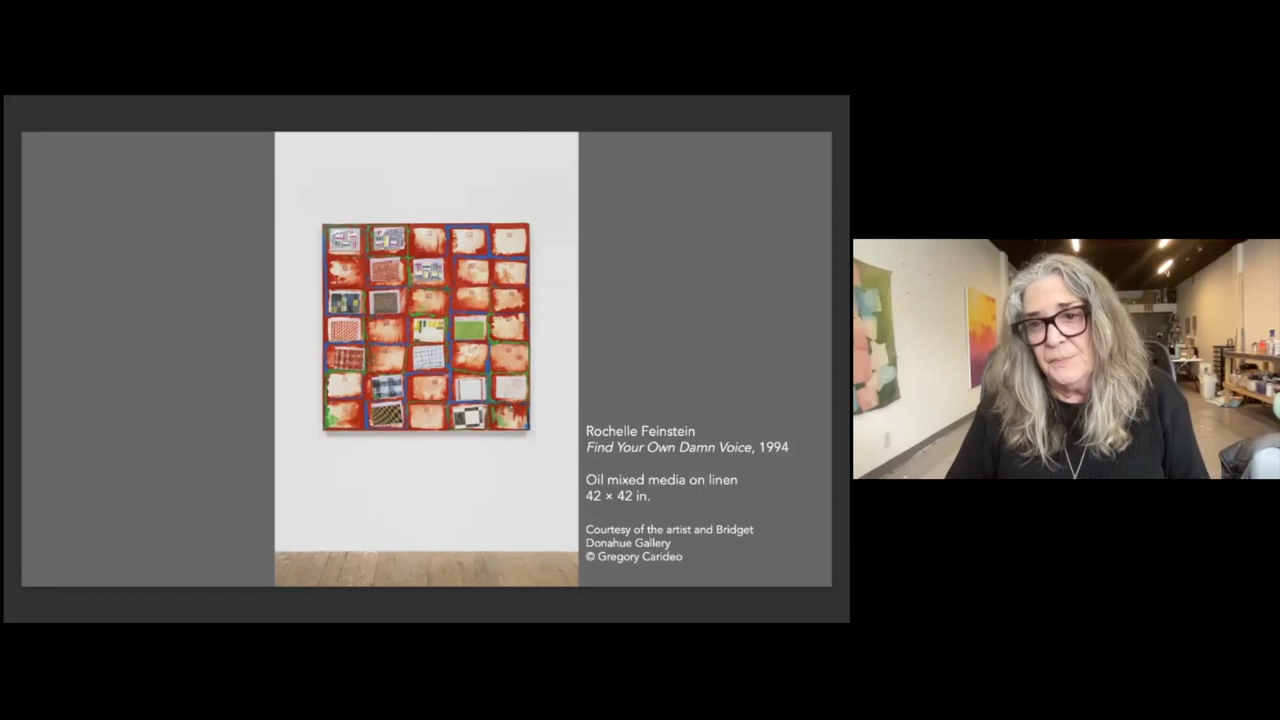 Rochelle Feinstein
Find Your Own Damn Voice, 1994
Oil mixed media on linen
42 × 42 in.
Courtesy of the artist and Bridget
Donahue Gallery
© Gregory Carideo